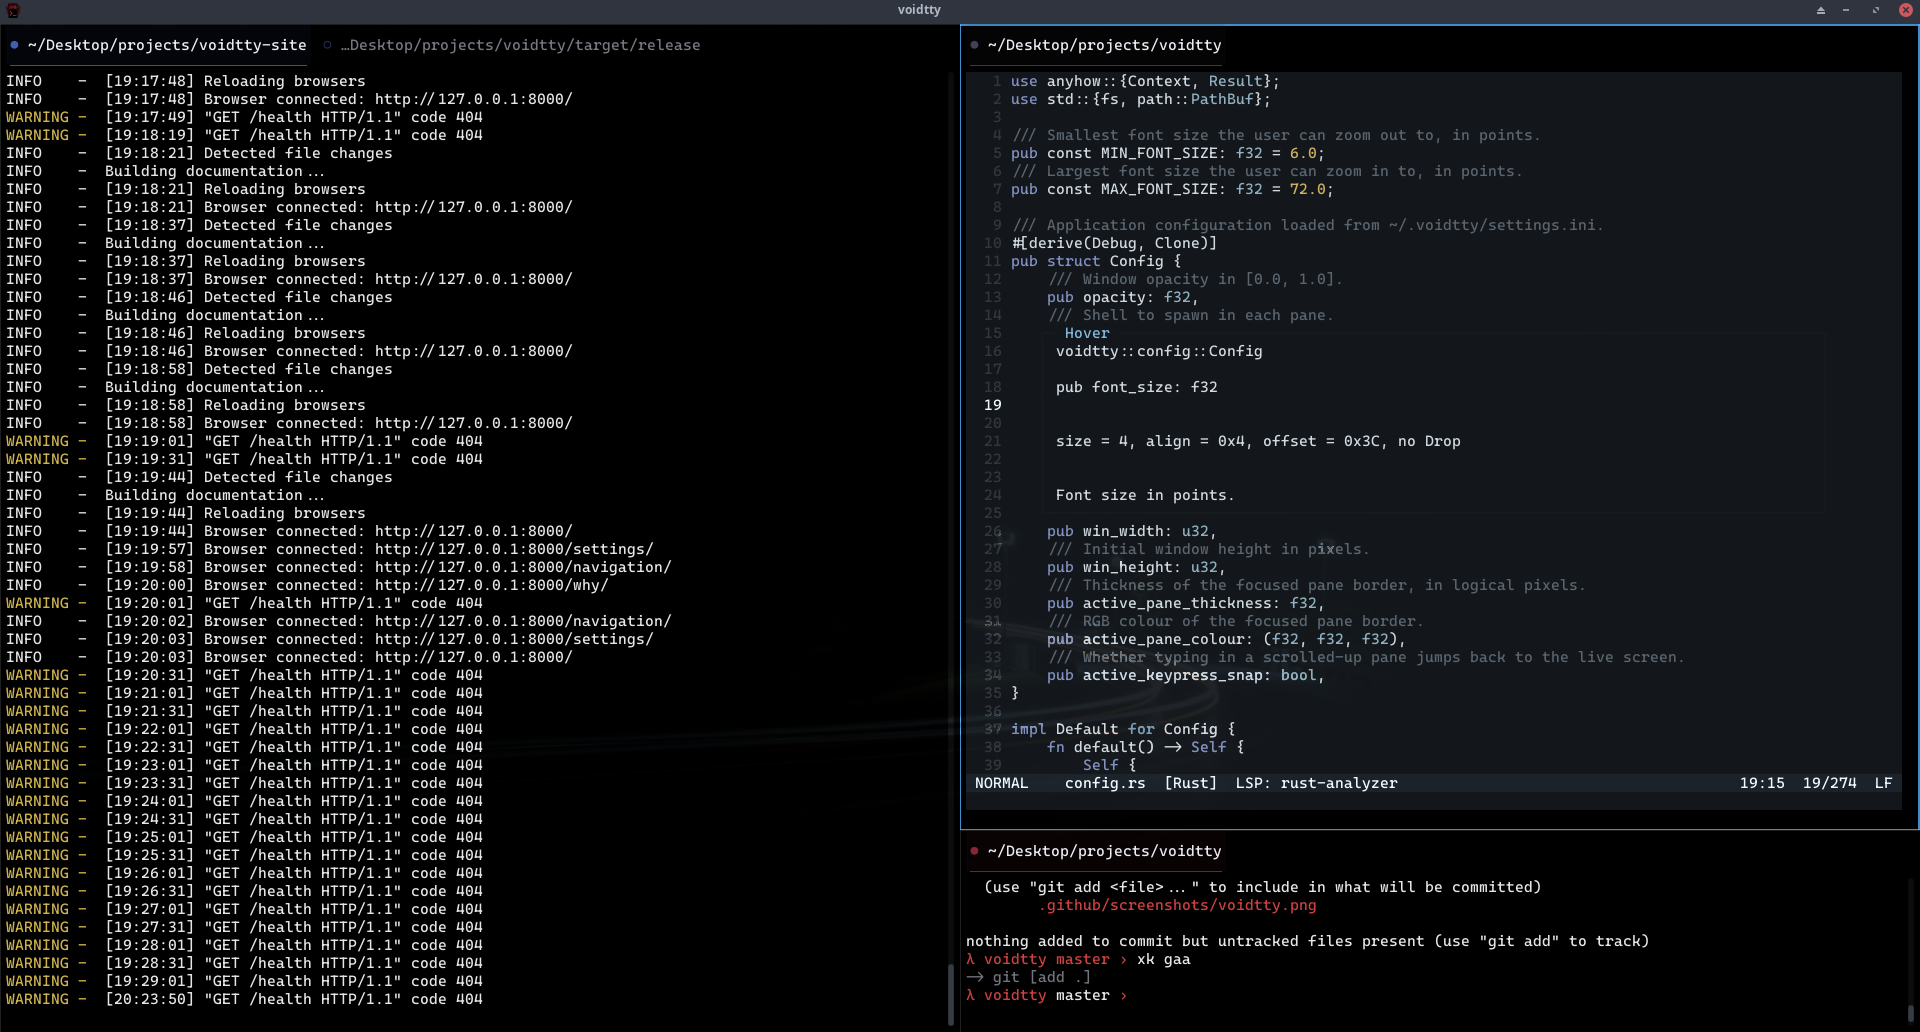 voidtty
~/Desktop/projects/voidtty-site
…Desktop/projects/voidtty/target/release
INFO    -  [19:17:48] Reloading browsers
INFO    -  [19:17:48] Browser connected: http://127.0.0.1:8000/
WARNING -  [19:17:49] "GET /health HTTP/1.1" code 404
WARNING -  [19:18:19] "GET /health HTTP/1.1" code 404
INFO    -  [19:18:21] Detected file changes
INFO    -  Building documentation...
INFO    -  [19:18:21] Reloading browsers
INFO    -  [19:18:21] Browser connected: http://127.0.0.1:8000/
INFO    -  [19:18:37] Detected file changes
INFO    -  Building documentation...
INFO    -  [19:18:37] Reloading browsers
INFO    -  [19:18:37] Browser connected: http://127.0.0.1:8000/
INFO    -  [19:18:46] Detected file changes
INFO    -  Building documentation...
INFO    -  [19:18:46] Reloading browsers
INFO    -  [19:18:46] Browser connected: http://127.0.0.1:8000/
INFO    -  [19:18:58] Detected file changes
INFO    -  Building documentation...
INFO    -  [19:18:58] Reloading browsers
INFO    -  [19:18:58] Browser connected: http://127.0.0.1:8000/
WARNING -  [19:19:01] "GET /health HTTP/1.1" code 404
WARNING -  [19:19:31] "GET /health HTTP/1.1" code 404
INFO    -  [19:19:44] Detected file changes
INFO    -  Building documentation...
INFO    -  [19:19:44] Reloading browsers
INFO    -  [19:19:44] Browser connected: http://127.0.0.1:8000/
INFO    -  [19:19:57] Browser connected: http://127.0.0.1:8000/settings/
INFO    -  [19:19:58] Browser connected: http://127.0.0.1:8000/navigation/
INFO    -  [19:20:00] Browser connected: http://127.0.0.1:8000/why/
WARNING -  [19:20:01] "GET /health HTTP/1.1" code 404
INFO    -  [19:20:02] Browser connected: http://127.0.0.1:8000/navigation/
INFO    -  [19:20:03] Browser connected: http://127.0.0.1:8000/settings/
INFO    -  [19:20:03] Browser connected: http://127.0.0.1:8000/
WARNING -  [19:20:31] "GET /health HTTP/1.1" code 404
WARNING -  [19:21:01] "GET /health HTTP/1.1" code 404
WARNING -  [19:21:31] "GET /health HTTP/1.1" code 404
WARNING -  [19:22:01] "GET /health HTTP/1.1" code 404
WARNING -  [19:22:31] "GET /health HTTP/1.1" code 404
WARNING -  [19:23:01] "GET /health HTTP/1.1" code 404
WARNING -  [19:23:31] "GET /health HTTP/1.1" code 404
WARNING -  [19:24:01] "GET /health HTTP/1.1" code 404
WARNING -  [19:24:31] "GET /health HTTP/1.1" code 404
WARNING -  [19:25:01] "GET /health HTTP/1.1" code 404
WARNING -  [19:25:31] "GET /health HTTP/1.1" code 404
WARNING -  [19:26:01] "GET /health HTTP/1.1" code 404
WARNING -  [19:26:31] "GET /health HTTP/1.1" code 404
WARNING -  [19:27:01] "GET /health HTTP/1.1" code 404
WARNING -  [19:27:31] "GET /health HTTP/1.1" code 404
WARNING -  [19:28:01] "GET /health HTTP/1.1" code 404
WARNING -  [19:28:31] "GET /health HTTP/1.1" code 404
WARNING -  [19:29:01] "GET /health HTTP/1.1" code 404
WARNING -  [20:23:50] "GET /health HTTP/1.1" code 404
~/Desktop/projects/voidtty
1 use anyhow::{Context, Result};
2 use std::{fs, path::PathBuf};
3
4 /// Smallest font size the user can zoom out to, in points.
5 pub const MIN_FONT_SIZE: f32 = 6.0;
6 /// Largest font size the user can zoom in to, in points.
7 pub const MAX_FONT_SIZE: f32 = 72.0;
8
9 /// Application configuration loaded from ~/.voidtty/settings.ini.
10 #[derive(Debug, Clone)]
11 pub struct Config {
12     /// Window opacity in [0.0, 1.0].
13     pub opacity: f32,
14     /// Shell to spawn in each pane.
15 Hover
16 voidtty::config::Config
17
18 pub font_size: f32
19
20
21 size = 4, align = 0x4, offset = 0x3C, no Drop
22
23
24 Font size in points.
25
26     pub win_width: u32,
27     /// Initial window height in pixels.
28     pub win_height: u32,
29     /// Thickness of the focused pane border, in logical pixels.
30     pub active_pane_thickness: f32,
31     /// RGB colour of the focused pane border.
32     pub active_pane_colour: (f32, f32, f32),
33     /// Whether typing in a scrolled-up pane jumps back to the live screen.
34     pub active_keypress_snap: bool,
35 }
36
37 impl Default for Config {
38     fn default() -> Self {
39         Self {
NORMAL    config.rs  [Rust]  LSP: rust-analyzer    19:15  19/274  LF
~/Desktop/projects/voidtty
(use "git add <file>..." to include in what will be committed)
.github/screenshots/voidtty.png
nothing added to commit but untracked files present (use "git add" to track)
λ voidtty master › xk gaa
-> git [add .]
λ voidtty master ›